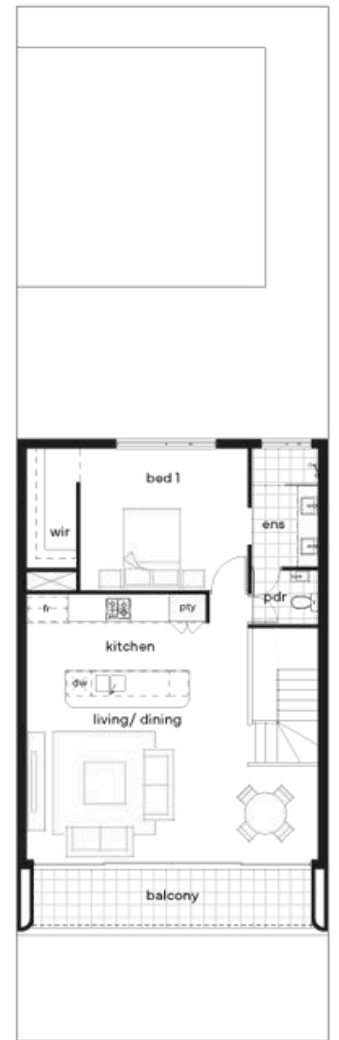 bed 1
wir
ens
pdr
fr
pty
kitchen
dw
living/ dining
balcony